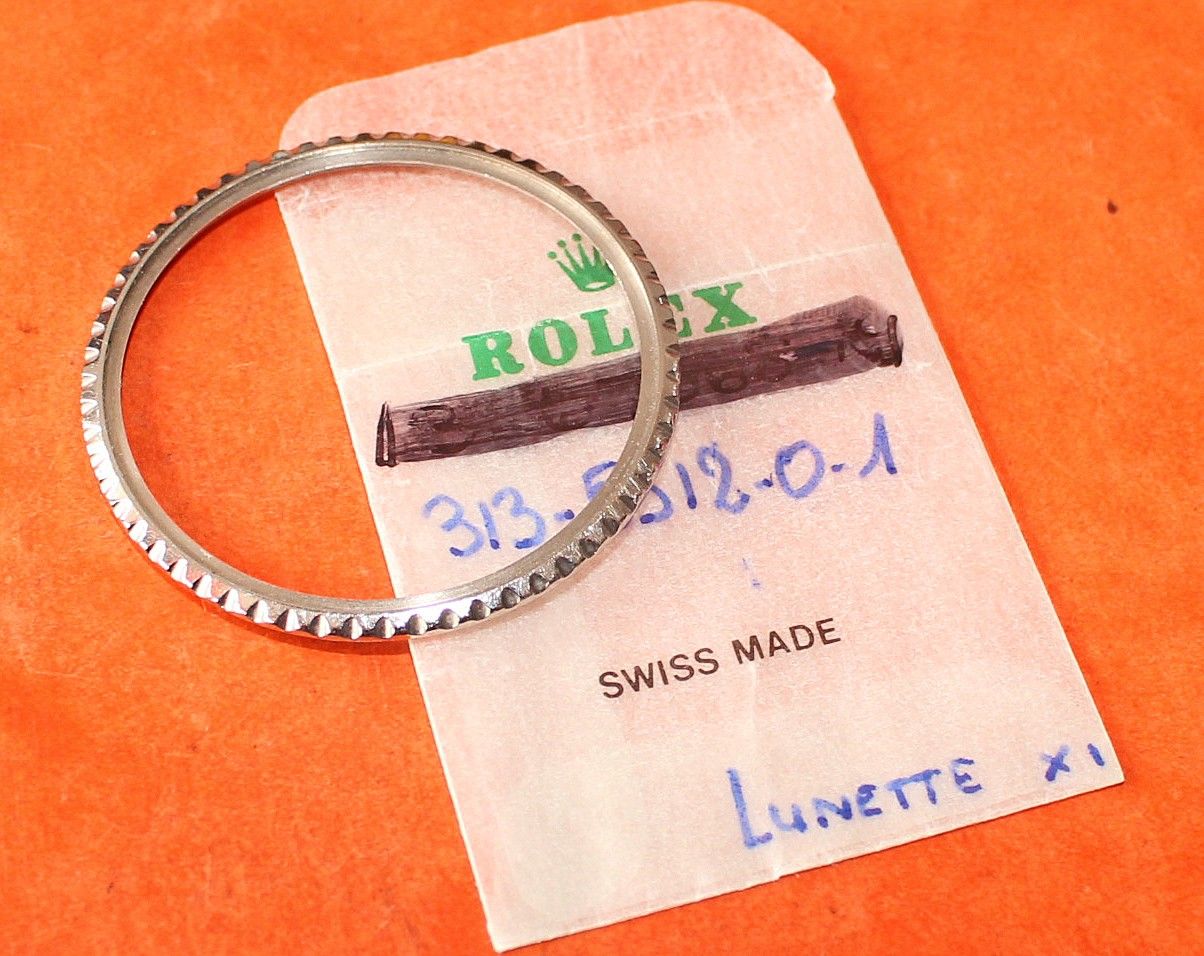 ROLEX
313-5512-0-1
SWISS MADE
LUNETTE x1